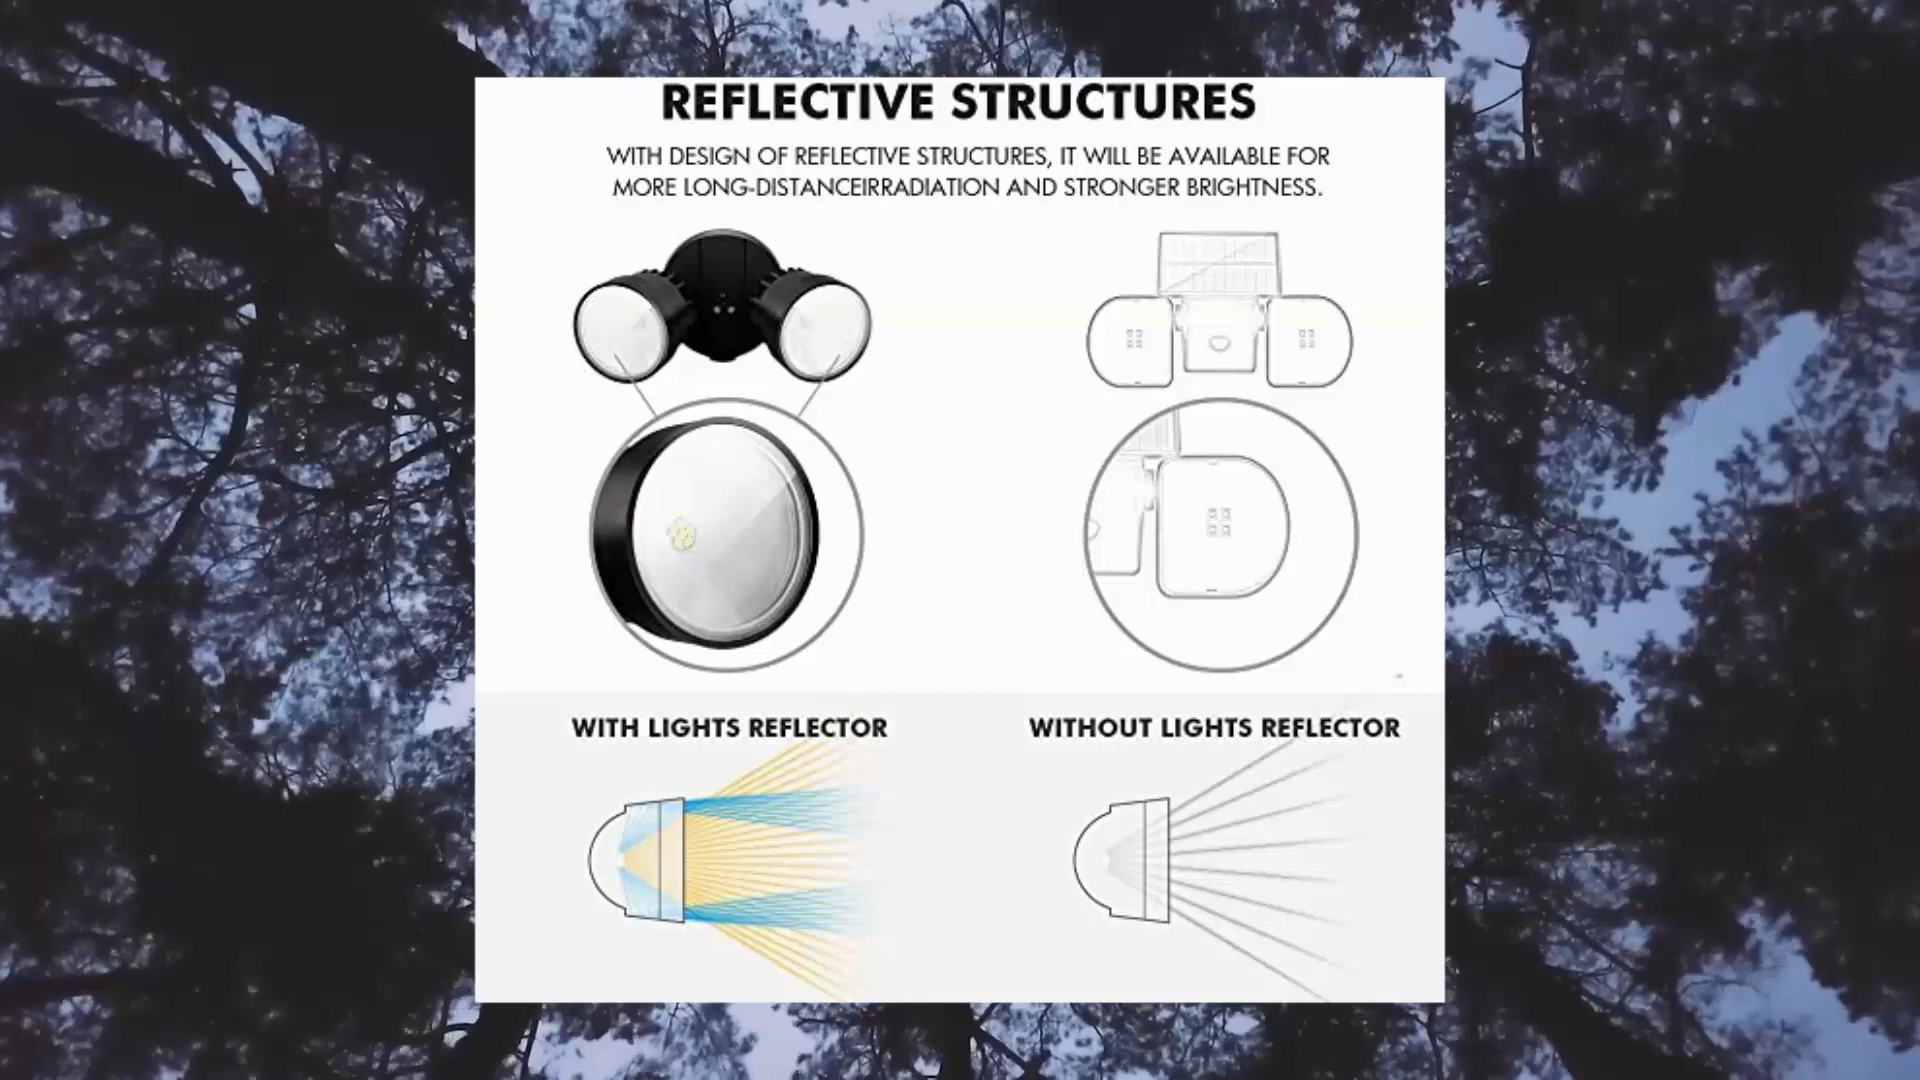 REFLECTIVE STRUCTURES
WITH DESIGN OF REFLECTIVE STRUCTURES, IT WILL BE AVAILABLE FOR
MORE LONG-DISTANCEIRRADIATION AND STRONGER BRIGHTNESS.
WITH LIGHTS REFLECTOR
WITHOUT LIGHTS REFLECTOR